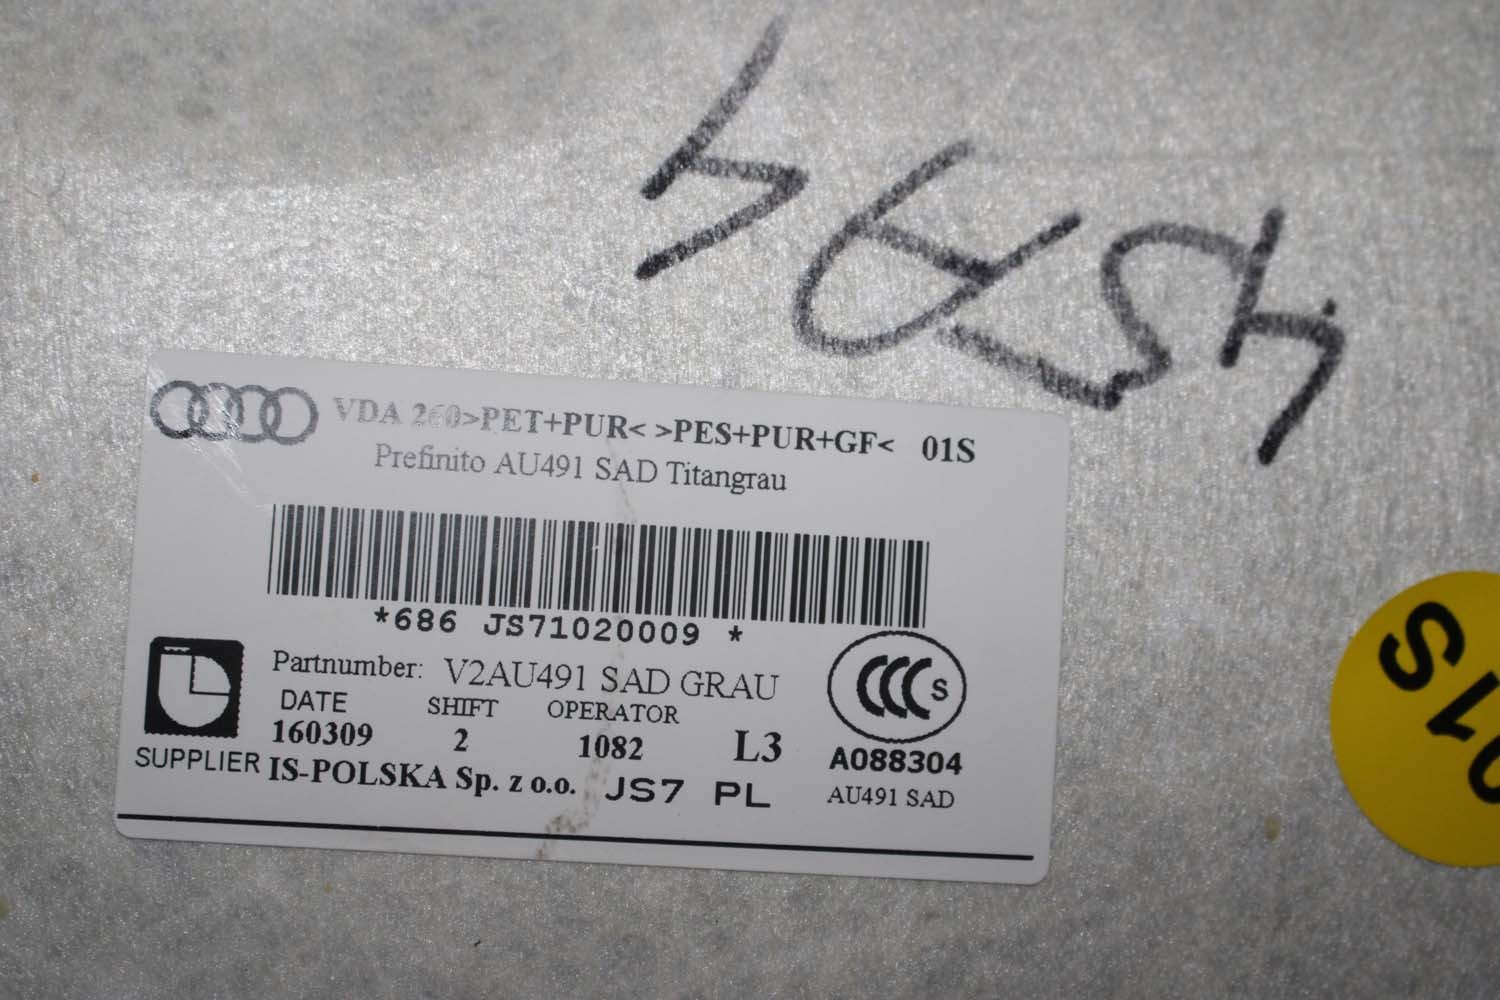 VDA 260>PET+PUR< >PES+PUR+GF< 01S
Prefinito AU491 SAD Titangrau
*686 JS71020009 *
Partnumber: V2AU491 SAD GRAU
DATE SHIFT OPERATOR
160309 2 1082 L3
SUPPLIER IS-POLSKA Sp. z o.o. JS7 PL
CCC S
A088304
AU491 SAD
01S